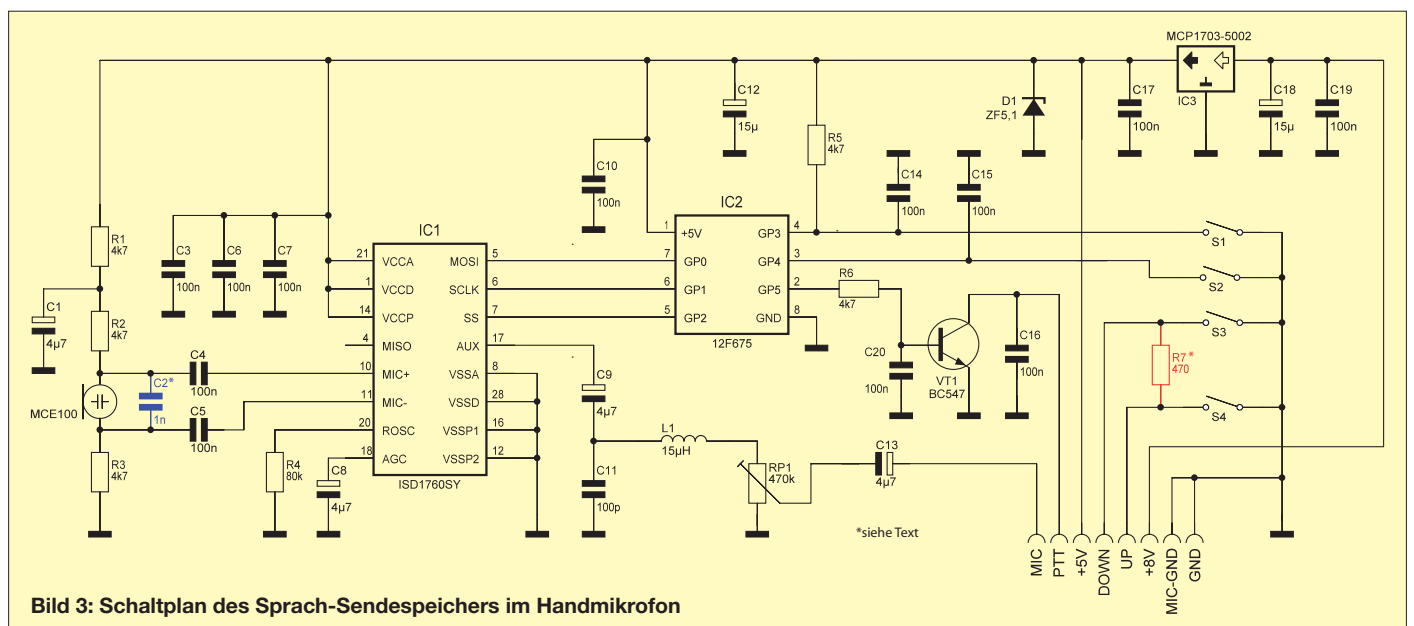 MCP1703-5002
IC3
C17
100n
C18
15µ
C19
100n
D1
ZF5,1
C12
15µ
R5
4k7
C10
100n
C14
100n
C15
100n
R1
4k7
C1
4µ7
R2
4k7
C3
100n
C6
100n
C7
100n
MCE100
C2*
1n
C4
100n
C5
100n
R3
4k7
R4
80k
C8
4µ7
IC1
21 VCCA MOSI 5
1 VCCD SCLK 6
14 VCCP SS 7
4 MISO AUX 17
10 MIC+ VSSA 8
11 MIC- VSSD 28
20 ROSC VSSP1 16
18 AGC VSSP2 12
ISD1760SY
IC2
1 +5V GP3 4
7 GP0 GP4 3
6 GP1 GP5 2
5 GP2 GND 8
12F675
R6
4k7
C20
100n
VT1
BC547
C16
100n
S1
S2
S3
R7*
470
S4
C9
4µ7
C11
100p
L1
15µH
RP1
470k
C13
4µ7
*siehe Text
MIC
PTT
+5V
DOWN
UP
+8V
MIC-GND
GND
Bild 3: Schaltplan des Sprach-Sendespeichers im Handmikrofon